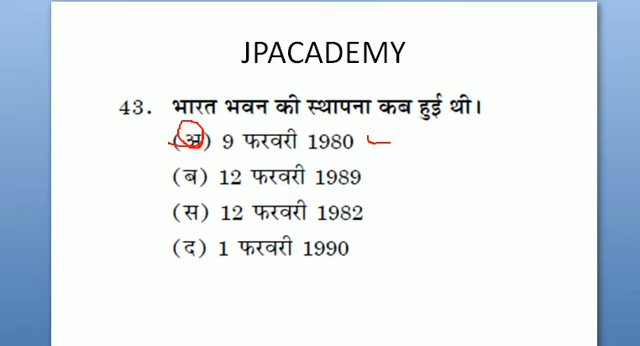 JPACADEMY
43. भारत भवन की स्थापना कब हुई थी।
(अ) 9 फरवरी 1980
(ब) 12 फरवरी 1989
(स) 12 फरवरी 1982
(द) 1 फरवरी 1990